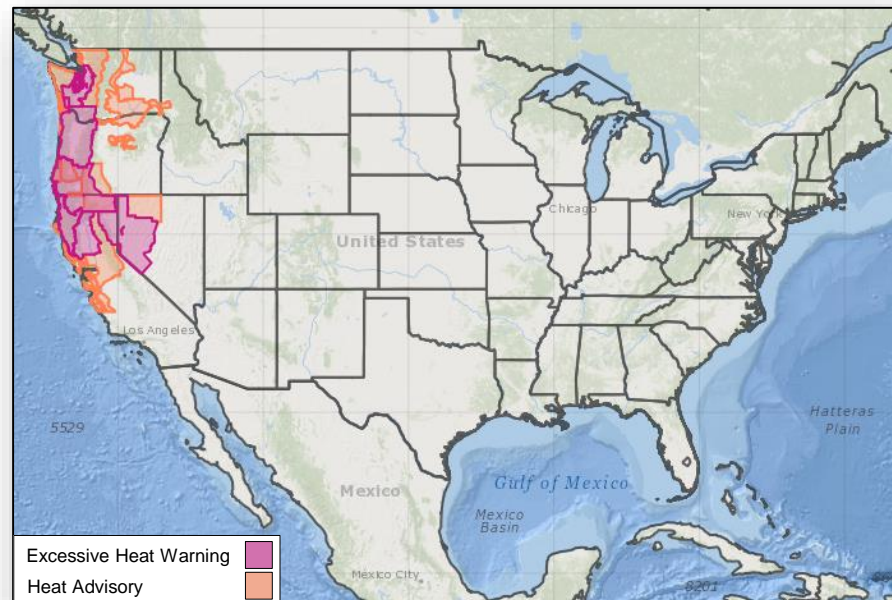 Chicago
New York
United States
Los Angeles
5529
Hatteras
Plain
Gulf of Mexico
Mexico
Mexico
Basin
Excessive Heat Warning
Heat Advisory
Mexico City
8201